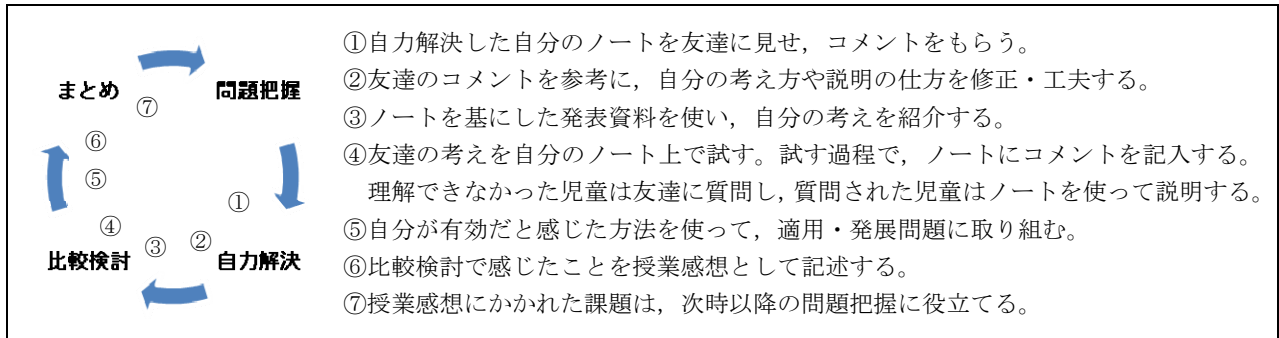 まとめ
問題把握
自力解決
比較検討
⑦
⑥
⑤
④
③
②
①
①自力解決した自分のノートを友達に見せ，コメントをもらう。
②友達のコメントを参考に，自分の考え方や説明の仕方を修正・工夫する。
③ノートを基にした発表資料を使い，自分の考えを紹介する。
④友達の考えを自分のノート上で試す。試す過程で，ノートにコメントを記入する。
理解できなかった児童は友達に質問し，質問された児童はノートを使って説明する。
⑤自分が有効だと感じた方法を使って，適用・発展問題に取り組む。
⑥比較検討で感じたことを授業感想として記述する。
⑦授業感想にかかれた課題は，次時以降の問題把握に役立てる。